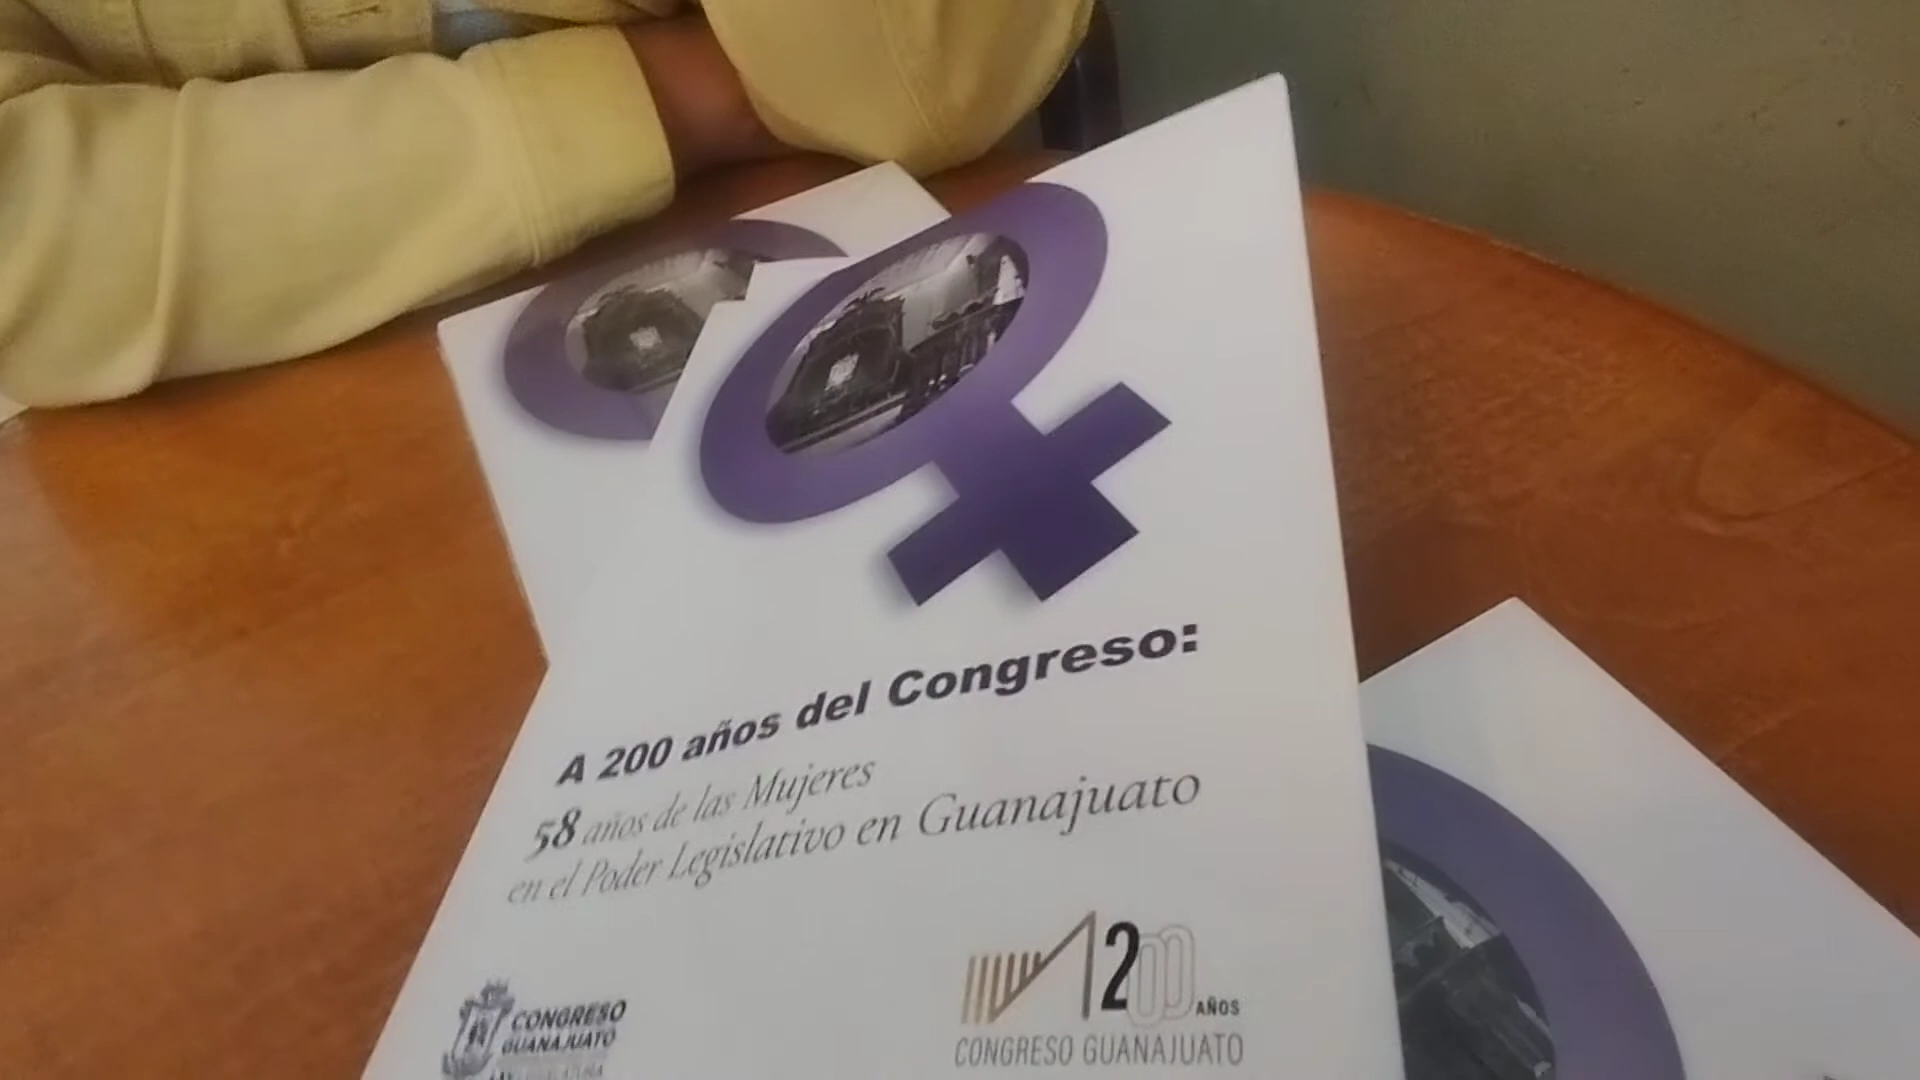 A 200 años del Congreso:
58 años de las Mujeres
en el Poder Legislativo en Guanajuato
CONGRESO
GUANAJUATO
200 AÑOS
CONGRESO GUANAJUATO